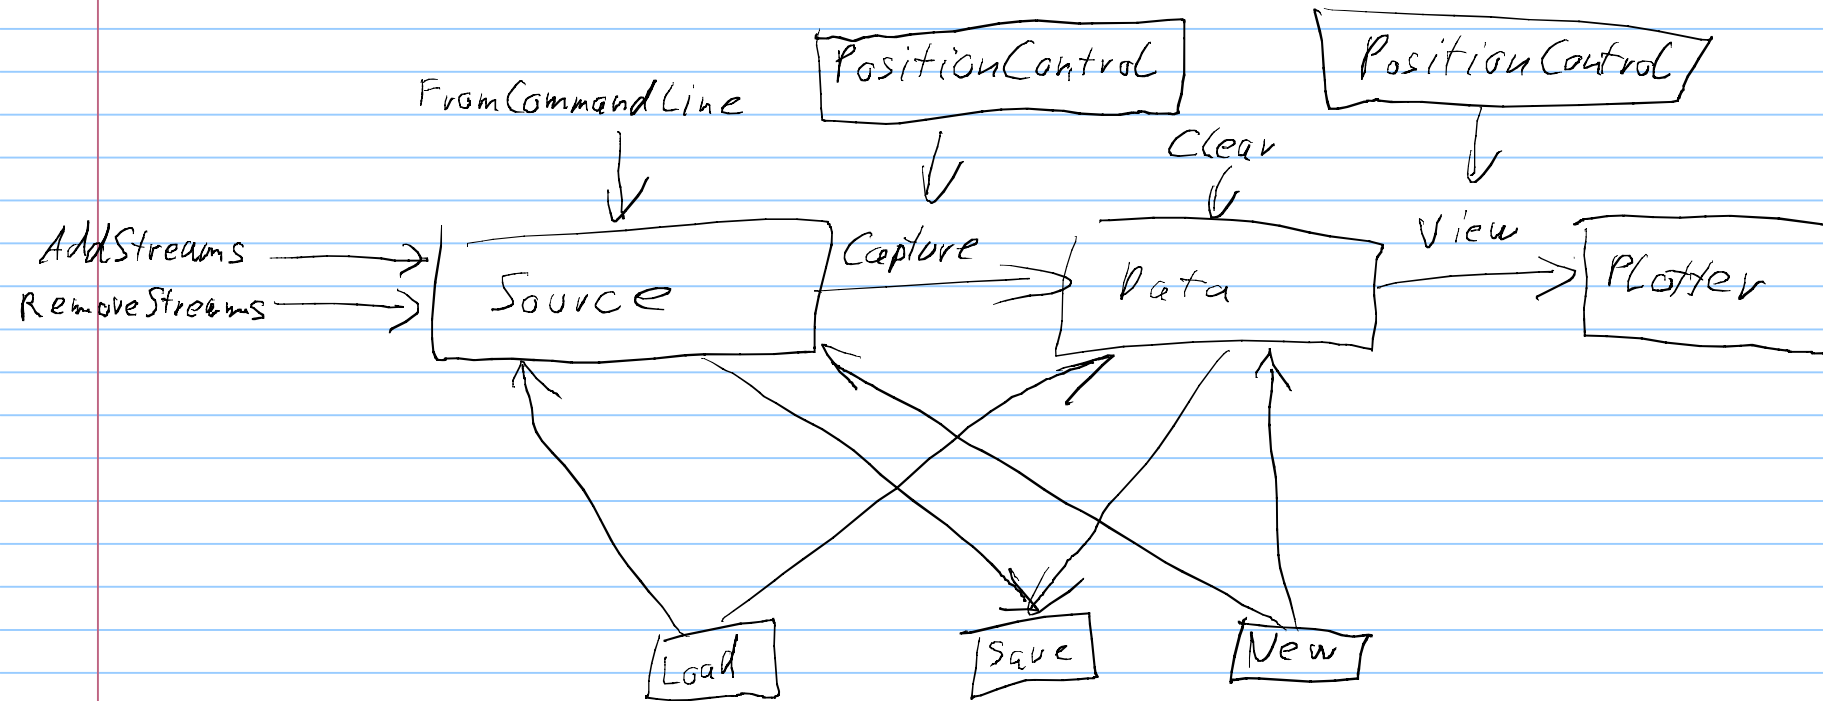 PositionControl
PositionControl
FromCommandLine
Clear
AddStreams
RemoveStreams
Source
Capture
Data
View
Plotter
Load
Save
New